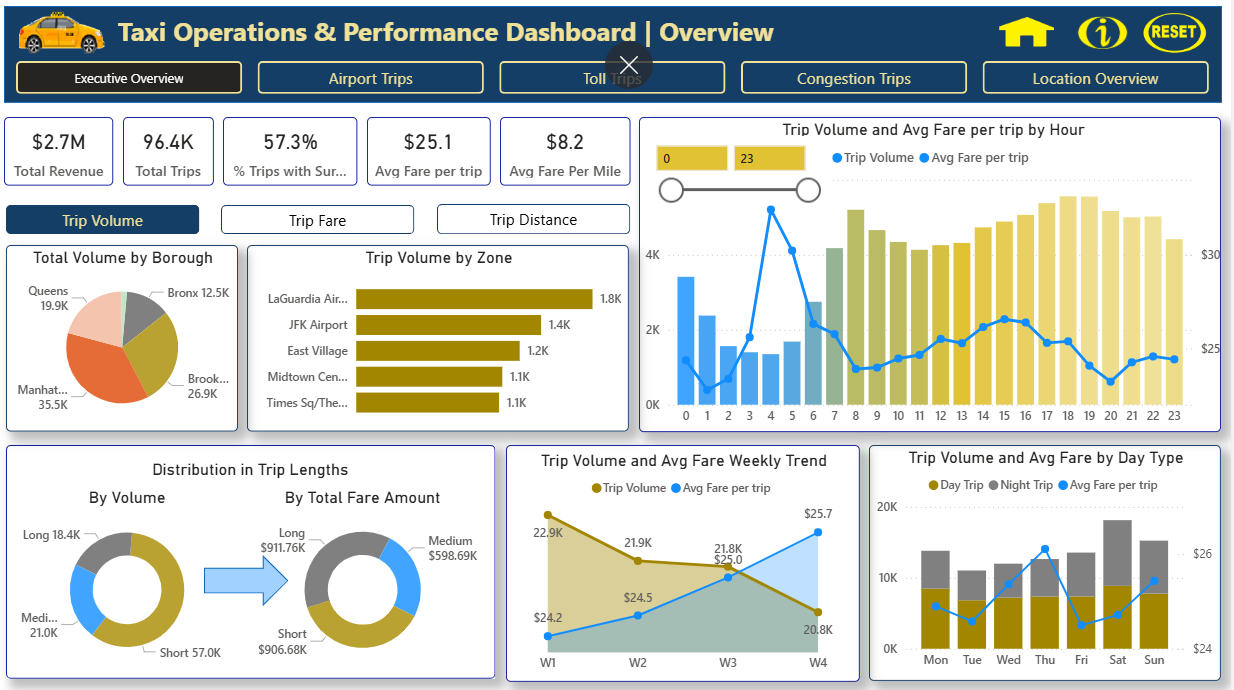 Taxi Operations & Performance Dashboard | Overview
RESET
Executive Overview
Airport Trips
Toll Trips
Congestion Trips
Location Overview
$2.7M
Total Revenue
96.4K
Total Trips
57.3%
% Trips with Sur...
$25.1
Avg Fare per trip
$8.2
Avg Fare Per Mile
Trip Volume
Trip Fare
Trip Distance
Total Volume by Borough
Queens
19.9K
Bronx 12.5K
Manhat...
35.5K
Brook...
26.9K
Trip Volume by Zone
LaGuardia Air...
1.8K
JFK Airport
1.4K
East Village
1.2K
Midtown Cen...
1.1K
Times Sq/The...
1.1K
Trip Volume and Avg Fare per trip by Hour
0
23
Trip Volume Avg Fare per trip
4K
2K
0K
$30
$25
0 1 2 3 4 5 6 7 8 9 10 11 12 13 14 15 16 17 18 19 20 21 22 23
Distribution in Trip Lengths
By Volume
By Total Fare Amount
Long 18.4K
Medi...
21.0K
Short 57.0K
Long
$911.76K
Medium
$598.69K
Short
$906.68K
Trip Volume and Avg Fare Weekly Trend
Trip Volume Avg Fare per trip
22.9K
21.9K
21.8K
20.8K
$24.2
$24.5
$25.0
$25.7
W1 W2 W3 W4
Trip Volume and Avg Fare by Day Type
Day Trip Night Trip Avg Fare per trip
20K
10K
0K
$26
$24
Mon Tue Wed Thu Fri Sat Sun